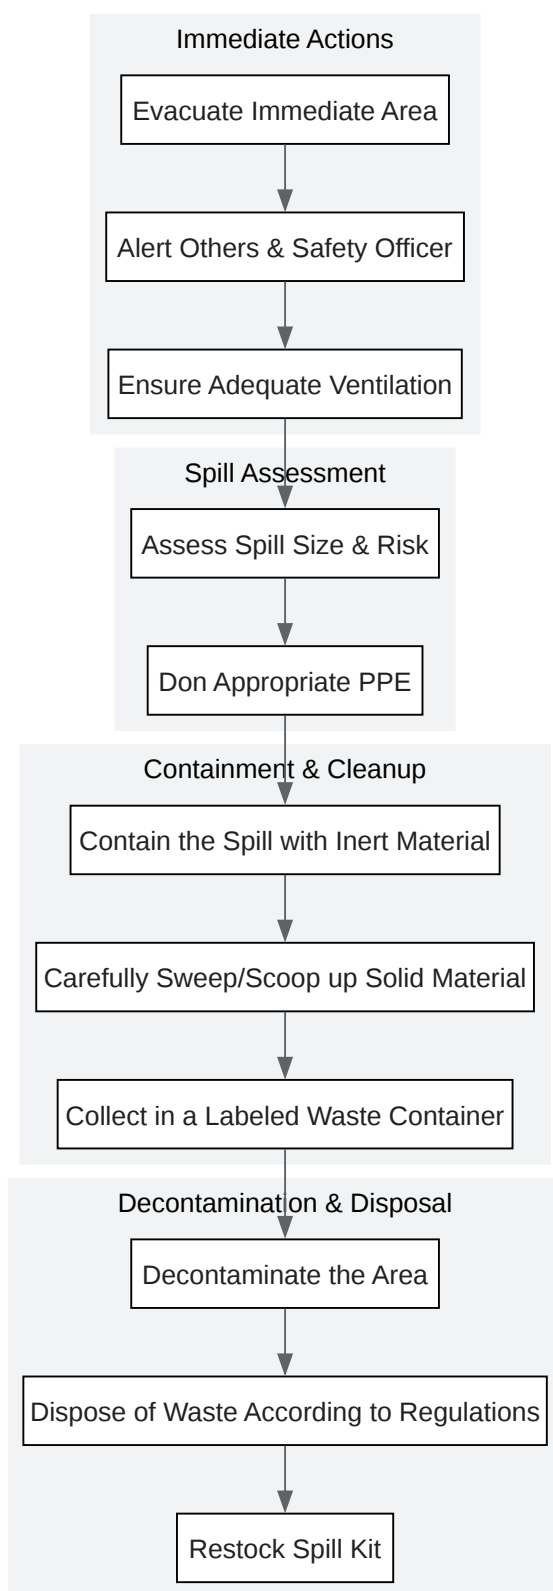 Immediate Actions
Evacuate Immediate Area
Alert Others & Safety Officer
Ensure Adequate Ventilation
Spill Assessment
Assess Spill Size & Risk
Don Appropriate PPE
Containment & Cleanup
Contain the Spill with Inert Material
Carefully Sweep/Scoop up Solid Material
Collect in a Labeled Waste Container
Decontamination & Disposal
Decontaminate the Area
Dispose of Waste According to Regulations
Restock Spill Kit